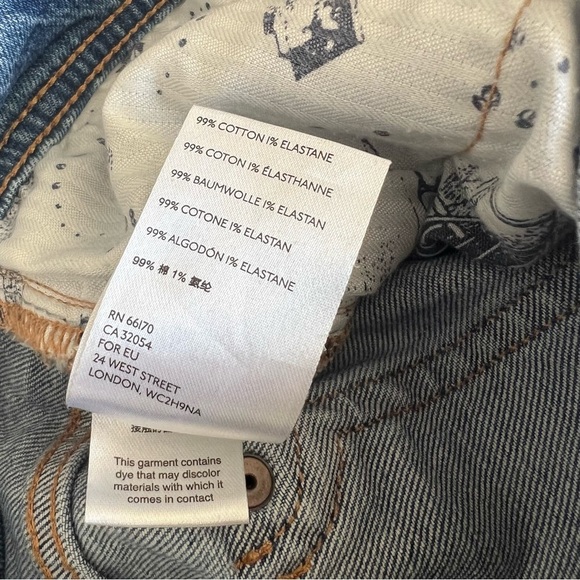 99% COTTON 1% ELASTANE
99% COTON 1% ÉLASTHANNE
99% BAUMWOLLE 1% ELASTAN
99% COTONE 1% ELASTAN
99% ALGODÓN 1% ELASTANE
99% 棉 1% 氨纶
RN 66170
CA 32054
FOR EU
24 WEST STREET
LONDON, WC2H9NA
This garment contains
dye that may discolor
materials with which it
comes in contact